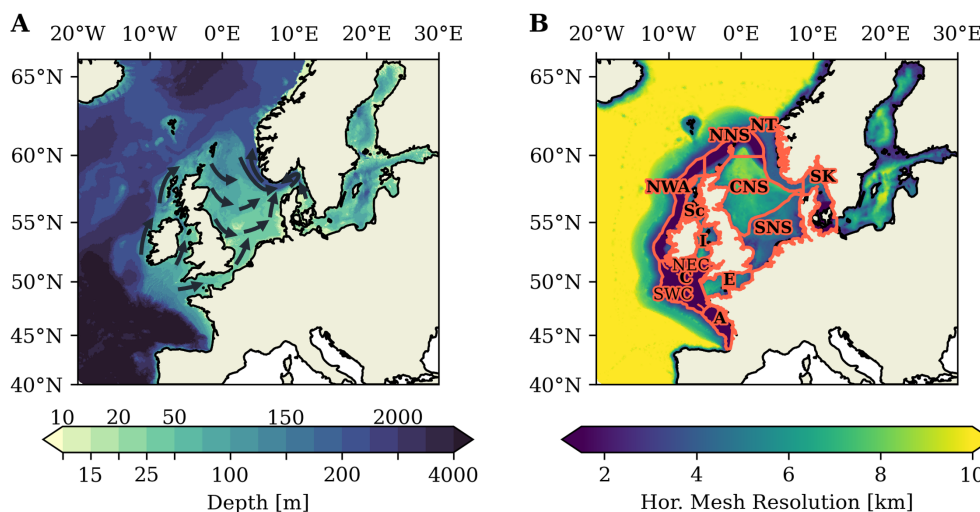 A
20°W 10°W 0°E 10°E 20°E 30°E
65°N
60°N
55°N
50°N
45°N
40°N
10 20 50 150 2000
15 25 100 200 4000
Depth [m]
B
20°W 10°W 0°E 10°E 20°E 30°E
65°N
60°N
55°N
50°N
45°N
40°N
NT
NNS
SK
NWA
CNS
Sc
SNS
I
NEC
C
E
SWC
A
2 4 6 8 10
Hor. Mesh Resolution [km]